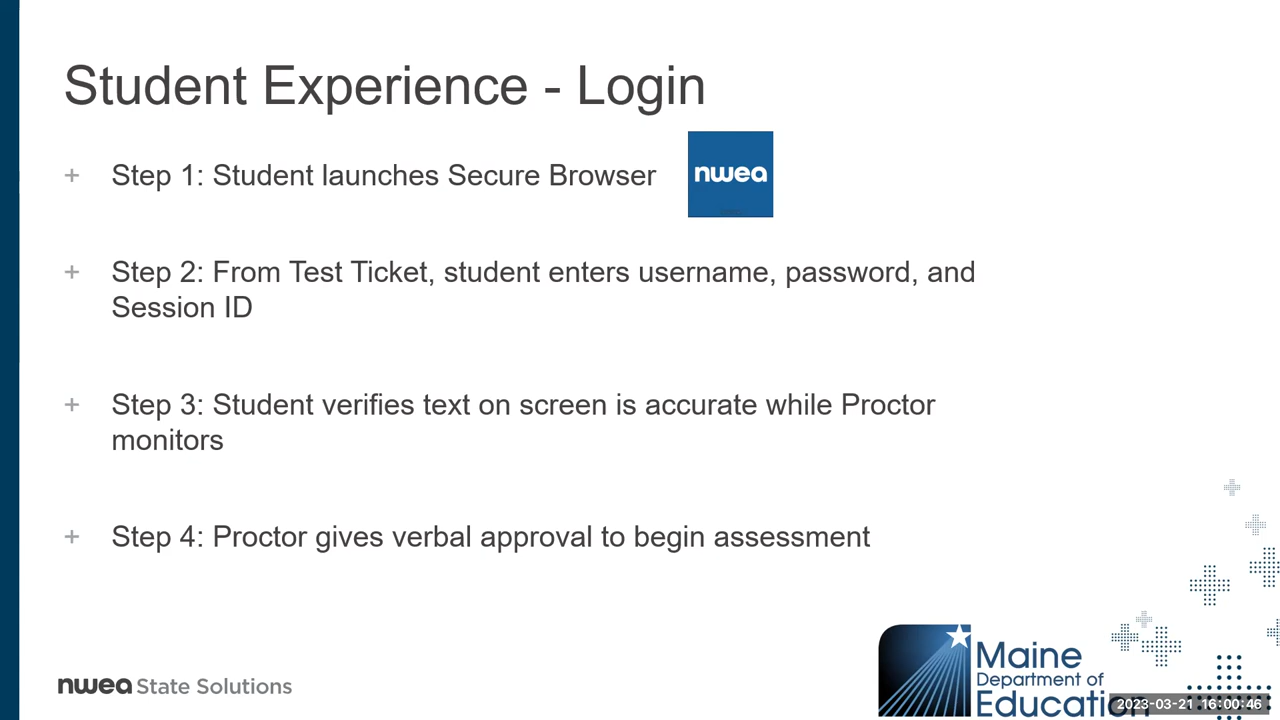 Student Experience - Login
+ Step 1: Student launches Secure Browser
nwea
+ Step 2: From Test Ticket, student enters username, password, and
Session ID
+ Step 3: Student verifies text on screen is accurate while Proctor
monitors
+ Step 4: Proctor gives verbal approval to begin assessment
nwea State Solutions
Maine
Department of
Education
2023-03-21 16:00:46